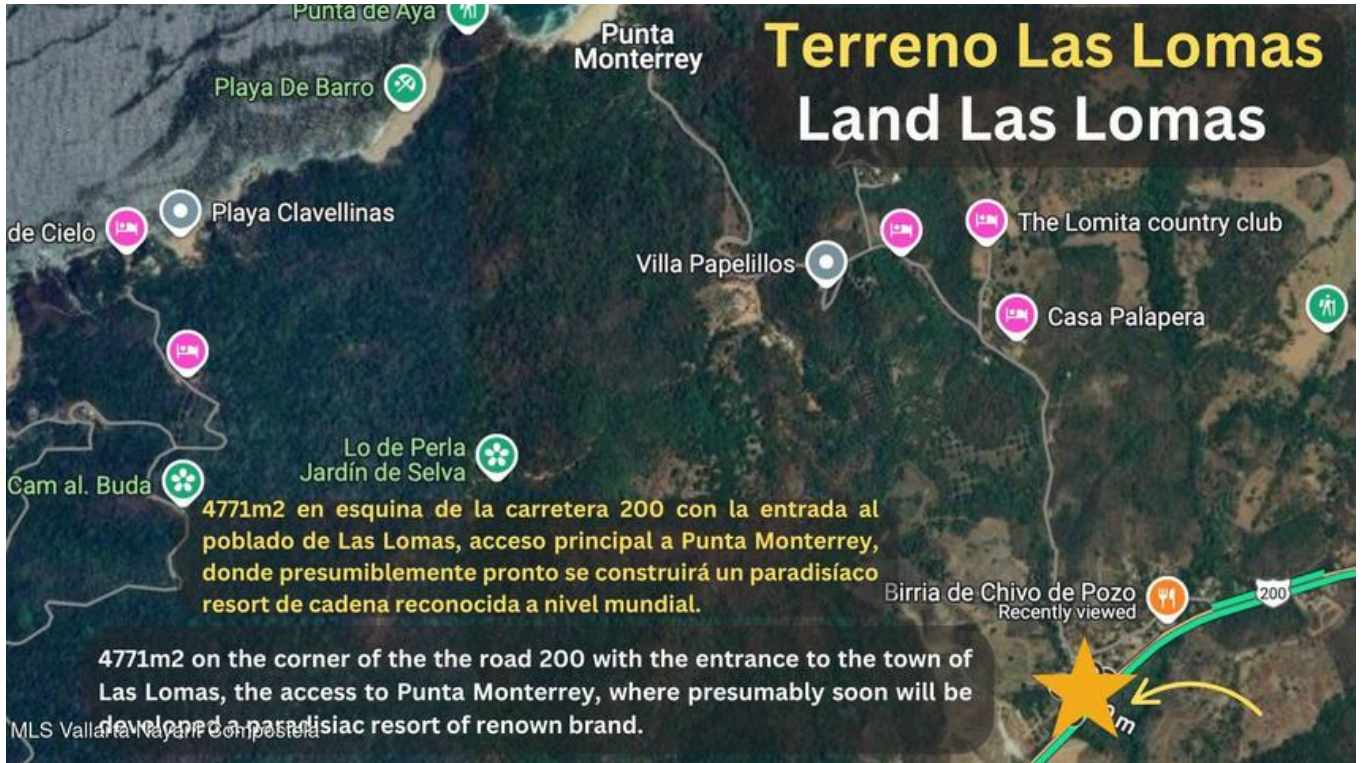 Punta de Aya
Punta
Monterrey
Terreno Las Lomas
Land Las Lomas
Playa De Barro
de Cielo
Playa Clavellinas
The Lomita country club
Villa Papelillos
Casa Palapera
Lo de Perla
Jardín de Selva
Cam al. Buda
4771m2 en esquina de la carretera 200 con la entrada al
poblado de Las Lomas, acceso principal a Punta Monterrey,
donde presumiblemente pronto se construirá un paradisíaco
resort de cadena reconocida a nivel mundial.
Birria de Chivo de Pozo
Recently viewed
200
4771m2 on the corner of the the road 200 with the entrance to the town of
Las Lomas, the access to Punta Monterrey, where presumably soon will be
developed a paradisiac resort of renown brand.
MLS Vallarta Nayarit Compostela